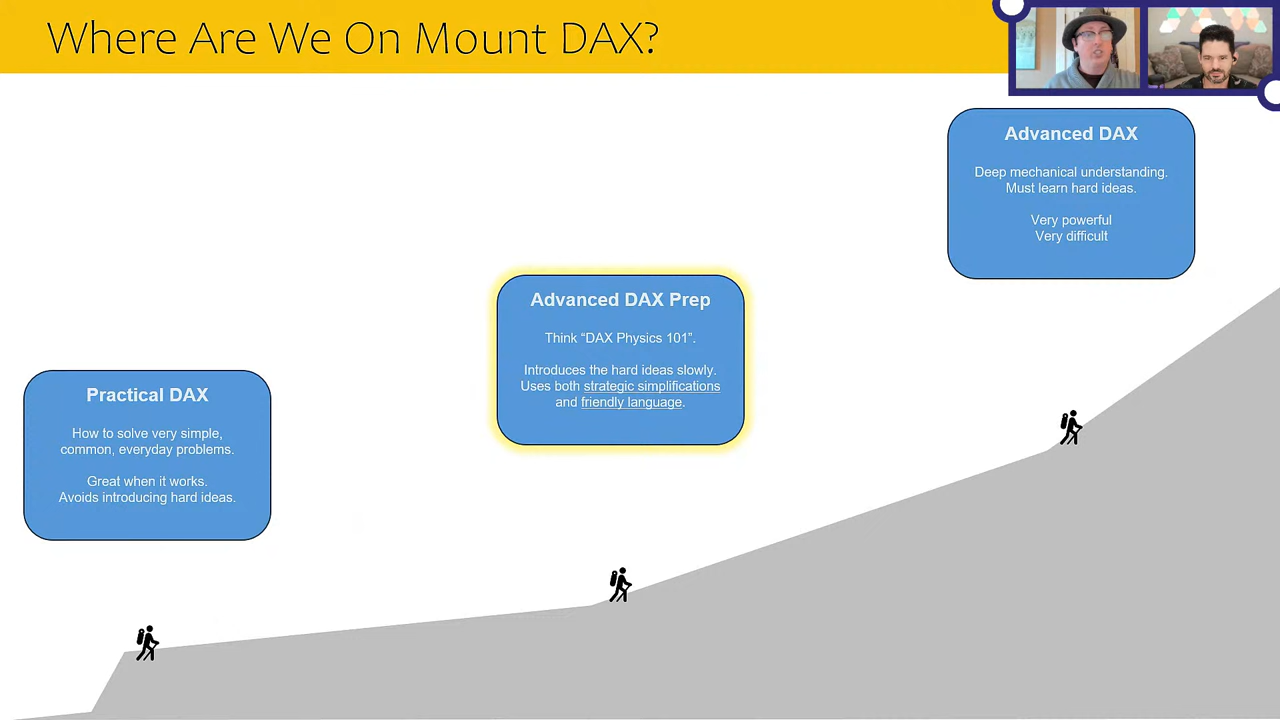 Where Are We On Mount DAX?
Practical DAX
How to solve very simple,
common, everyday problems.
Great when it works.
Avoids introducing hard ideas.
Advanced DAX Prep
Think “DAX Physics 101”.
Introduces the hard ideas slowly.
Uses both strategic simplifications
and friendly language.
Advanced DAX
Deep mechanical understanding.
Must learn hard ideas.
Very powerful
Very difficult